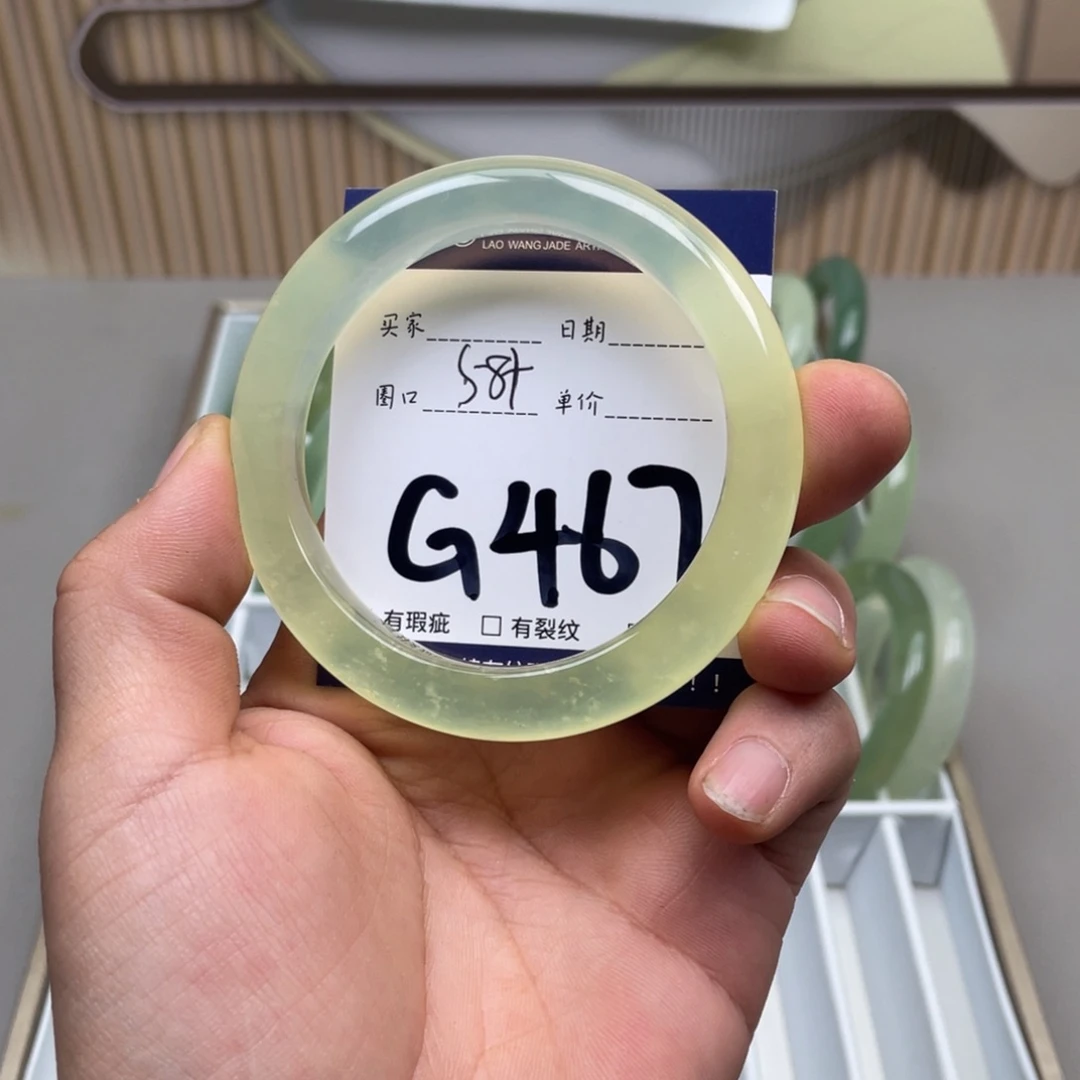 LAO WANG JADE
买家 日期
圈口 58+ 单价
G467
有瑕疵 □ 有裂纹
！！